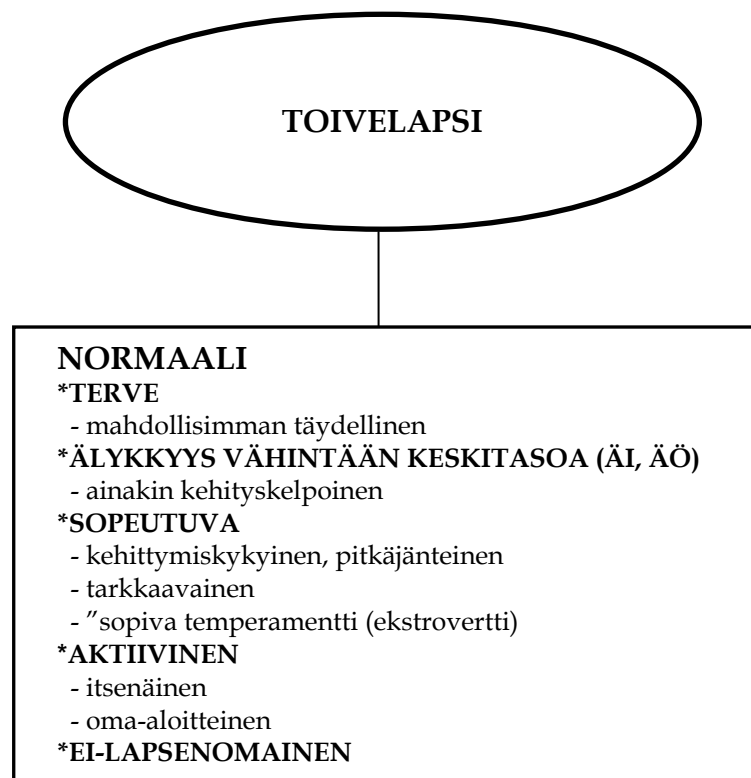 TOIVELAPSI
NORMAALI
*TERVE
- mahdollisimman täydellinen
*ÄLYKKYYS VÄHINTÄÄN KESKITASOA (ÄI, ÄÖ)
- ainakin kehityskelpoinen
*SOPEUTUVA
- kehittymiskykyinen, pitkäjänteinen
- tarkkaavainen
- ”sopiva temperamentti (ekstrovertti)
*AKTIIVINEN
- itsenäinen
- oma-aloitteinen
*EI-LAPSENOMAINEN